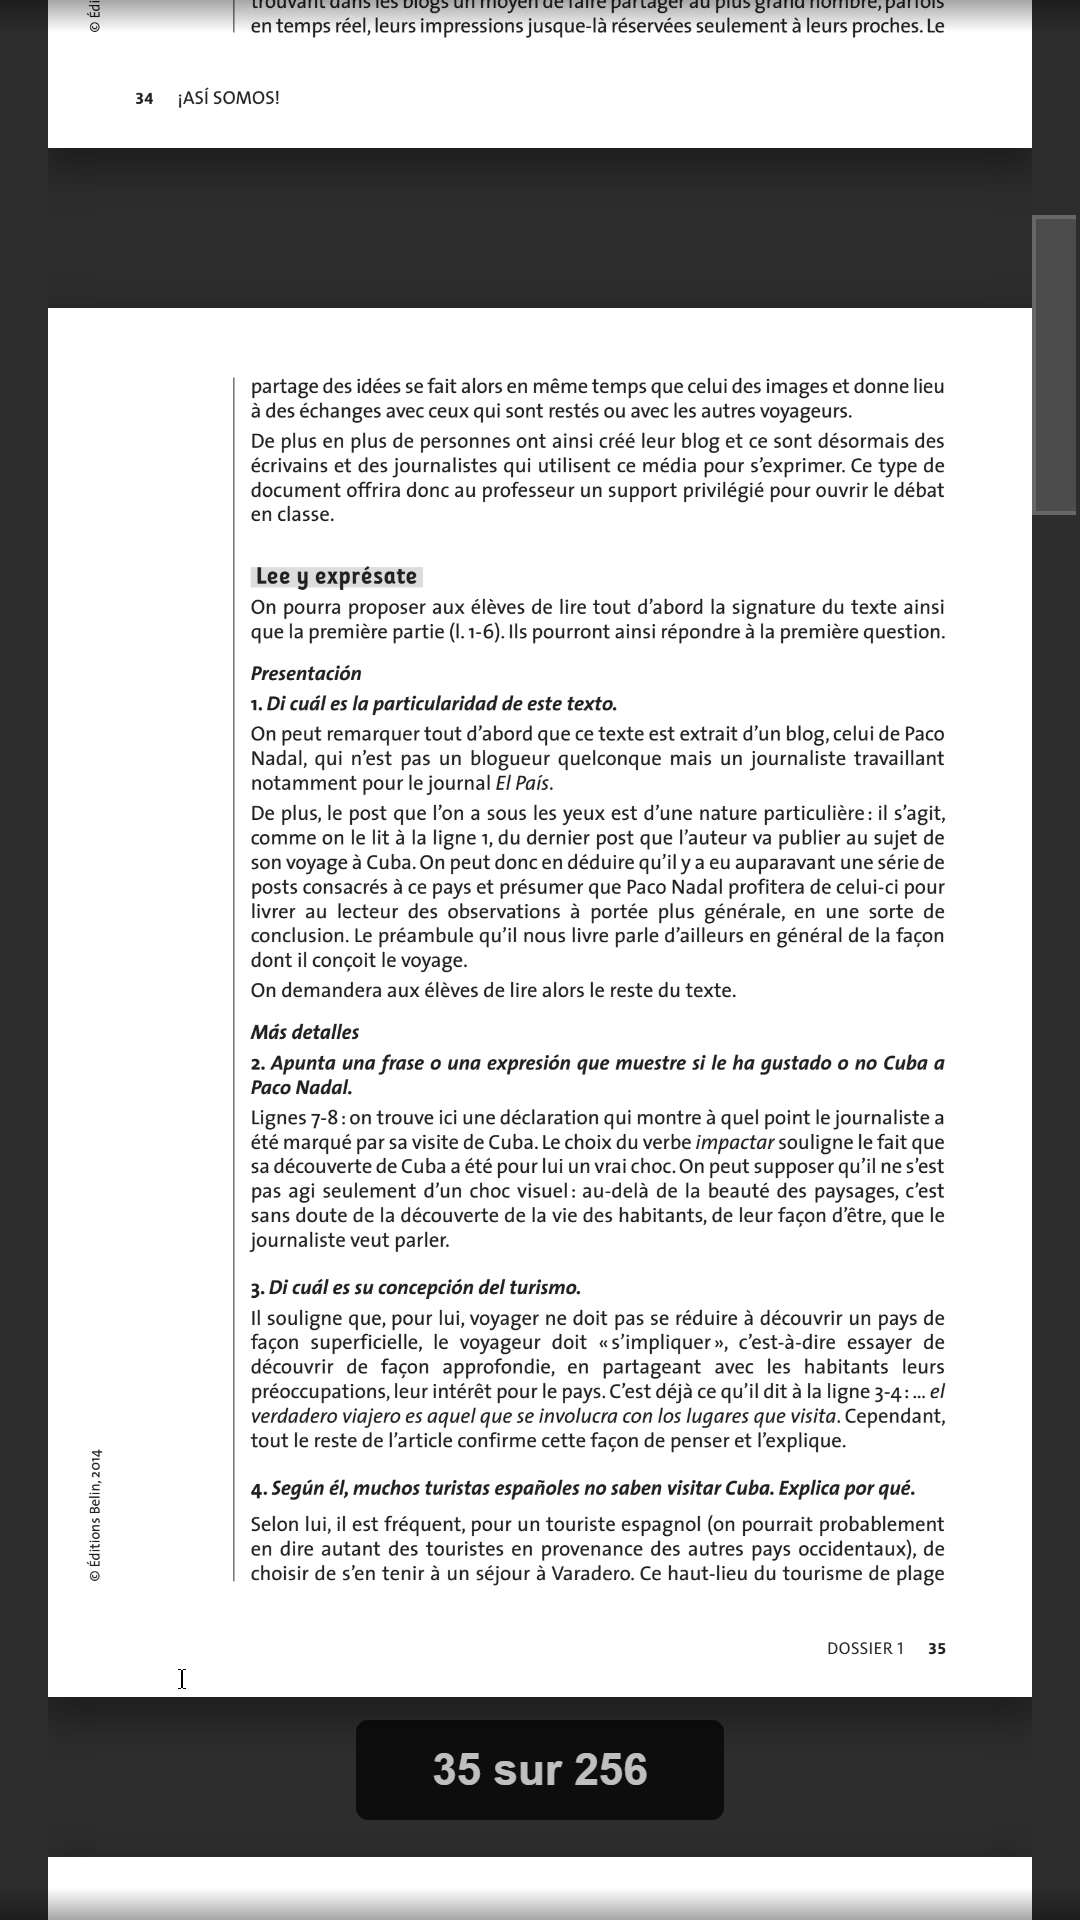 trouvant dans les blogs un moyen de faire partager au plus grand nombre, parfois
en temps réel, leurs impressions jusque-là réservées seulement à leurs proches. Le
© Édi
34 ¡ASÍ SOMOS!
partage des idées se fait alors en même temps que celui des images et donne lieu
à des échanges avec ceux qui sont restés ou avec les autres voyageurs.
De plus en plus de personnes ont ainsi créé leur blog et ce sont désormais des
écrivains et des journalistes qui utilisent ce média pour s’exprimer. Ce type de
document offrira donc au professeur un support privilégié pour ouvrir le débat
en classe.
Lee y exprésate
On pourra proposer aux élèves de lire tout d’abord la signature du texte ainsi
que la première partie (l. 1-6). Ils pourront ainsi répondre à la première question.
Presentación
1. Di cuál es la particularidad de este texto.
On peut remarquer tout d’abord que ce texte est extrait d’un blog, celui de Paco
Nadal, qui n’est pas un blogueur quelconque mais un journaliste travaillant
notamment pour le journal El País.
De plus, le post que l’on a sous les yeux est d’une nature particulière : il s’agit,
comme on le lit à la ligne 1, du dernier post que l’auteur va publier au sujet de
son voyage à Cuba. On peut donc en déduire qu’il y a eu auparavant une série de
posts consacrés à ce pays et présumer que Paco Nadal profitera de celui-ci pour
livrer au lecteur des observations à portée plus générale, en une sorte de
conclusion. Le préambule qu’il nous livre parle d’ailleurs en général de la façon
dont il conçoit le voyage.
On demandera aux élèves de lire alors le reste du texte.
Más detalles
2. Apunta una frase o una expresión que muestre si le ha gustado o no Cuba a
Paco Nadal.
Lignes 7-8 : on trouve ici une déclaration qui montre à quel point le journaliste a
été marqué par sa visite de Cuba. Le choix du verbe impactar souligne le fait que
sa découverte de Cuba a été pour lui un vrai choc. On peut supposer qu’il ne s’est
pas agi seulement d’un choc visuel : au-delà de la beauté des paysages, c’est
sans doute de la découverte de la vie des habitants, de leur façon d’être, que le
journaliste veut parler.
3. Di cuál es su concepción del turismo.
Il souligne que, pour lui, voyager ne doit pas se réduire à découvrir un pays de
façon superficielle, le voyageur doit « s’impliquer », c’est-à-dire essayer de
découvrir de façon approfondie, en partageant avec les habitants leurs
préoccupations, leur intérêt pour le pays. C’est déjà ce qu’il dit à la ligne 3-4 : ... el
verdadero viajero es aquel que se involucra con los lugares que visita. Cependant,
tout le reste de l’article confirme cette façon de penser et l’explique.
4. Según él, muchos turistas españoles no saben visitar Cuba. Explica por qué.
Selon lui, il est fréquent, pour un touriste espagnol (on pourrait probablement
en dire autant des touristes en provenance des autres pays occidentaux), de
choisir de s’en tenir à un séjour à Varadero. Ce haut-lieu du tourisme de plage
© Éditions Belin, 2014
DOSSIER 1 35
35 sur 256